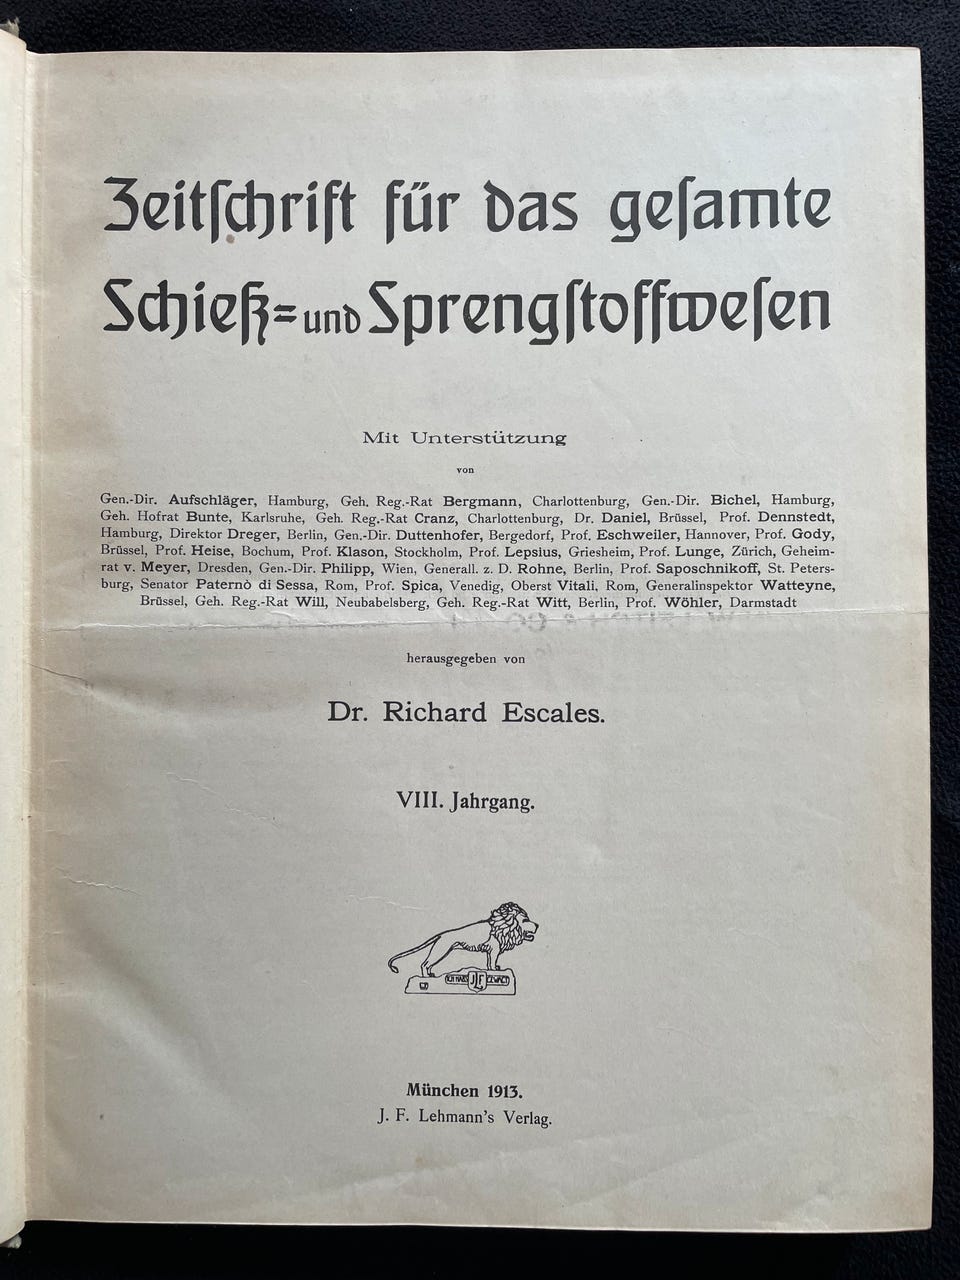 Zeitſchrift für das geſamte
Schieß= und Sprengſtoffweſen
Mit Unterstützung
von
Gen.-Dir. Aufschläger, Hamburg, Geh. Reg.-Rat Bergmann, Charlottenburg, Gen.-Dir. Bichel, Hamburg,
Geh. Hofrat Bunte, Karlsruhe, Geh. Reg.-Rat Cranz, Charlottenburg, Dr. Daniel, Brüssel, Prof. Dennstedt,
Hamburg, Direktor Dreger, Berlin, Gen.-Dir. Duttenhofer, Bergedorf, Prof. Eschweiler, Hannover, Prof. Gody,
Brüssel, Prof. Heise, Bochum, Prof. Klason, Stockholm, Prof. Lepsius, Griesheim, Prof. Lunge, Zürich, Geheim-
rat v. Meyer, Dresden, Gen.-Dir. Philipp, Wien, Generall. z. D. Rohne, Berlin, Prof. Saposchnikoff, St. Peters-
burg, Senator Paternò di Sessa, Rom, Prof. Spica, Venedig, Oberst Vitali, Rom, Generalinspektor Watteyne,
Brüssel, Geh. Reg.-Rat Will, Neubabelsberg, Geh. Reg.-Rat Witt, Berlin, Prof. Wöhler, Darmstadt
herausgegeben von
Dr. Richard Escales.
VIII. Jahrgang.
ICH HABS JFL GEWAGT
München 1913.
J. F. Lehmann's Verlag.